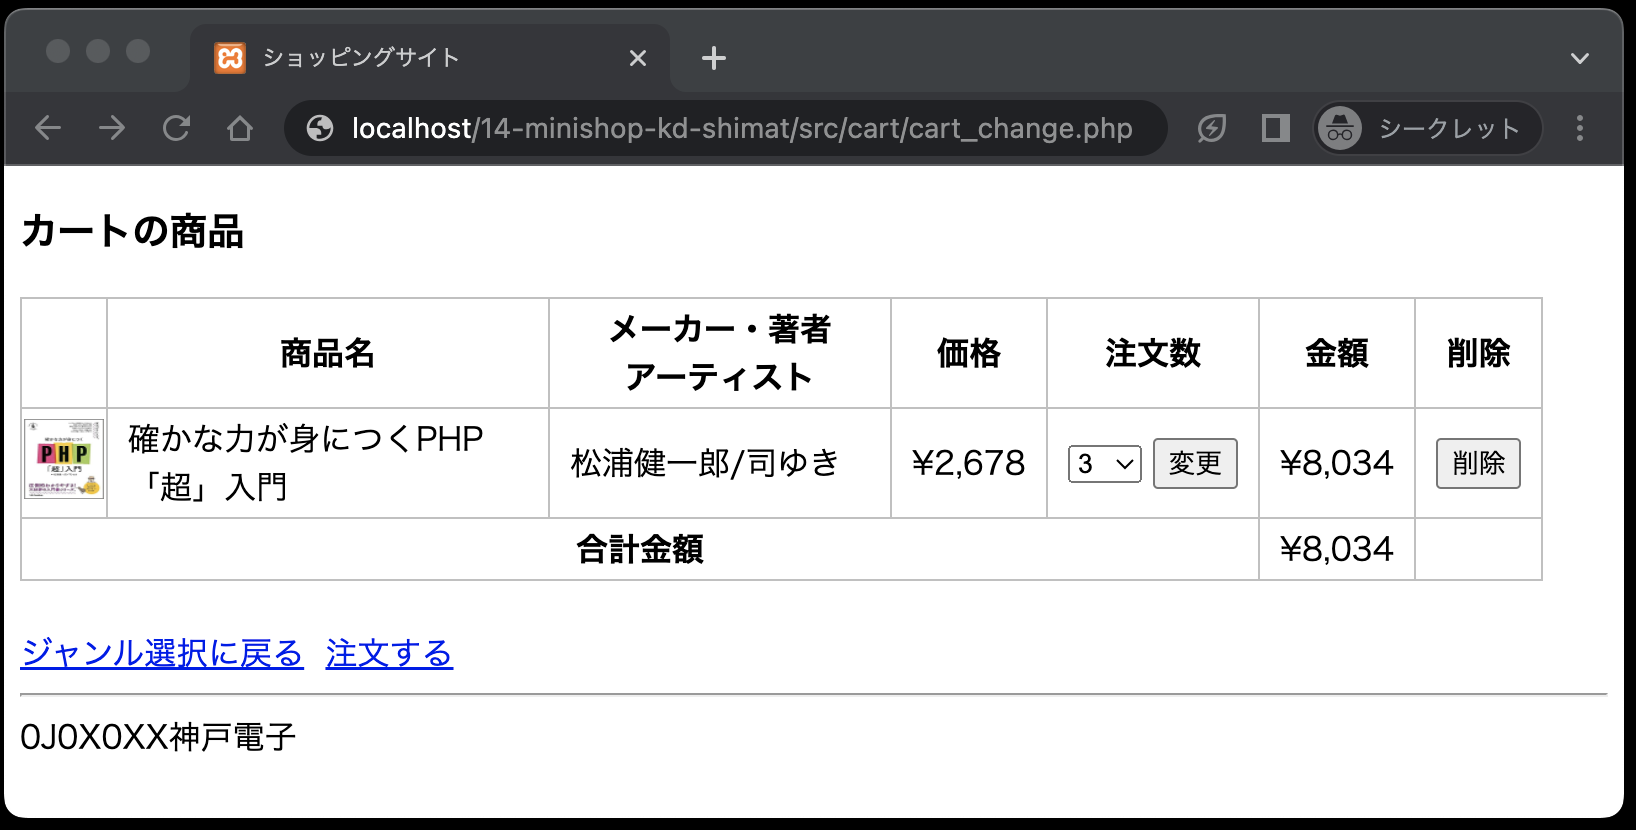 ショッピングサイト
localhost/14-minishop-kd-shimat/src/cart/cart_change.php
シークレット
カートの商品
商品名
メーカー・著者
アーティスト
価格
注文数
金額
削除
PHP
「超」入門
確かな力が身につくPHP
「超」入門
松浦健一郎/司ゆき
¥2,678
3
変更
¥8,034
削除
合計金額
¥8,034
ジャンル選択に戻る 注文する
0J0X0XX神戸電子